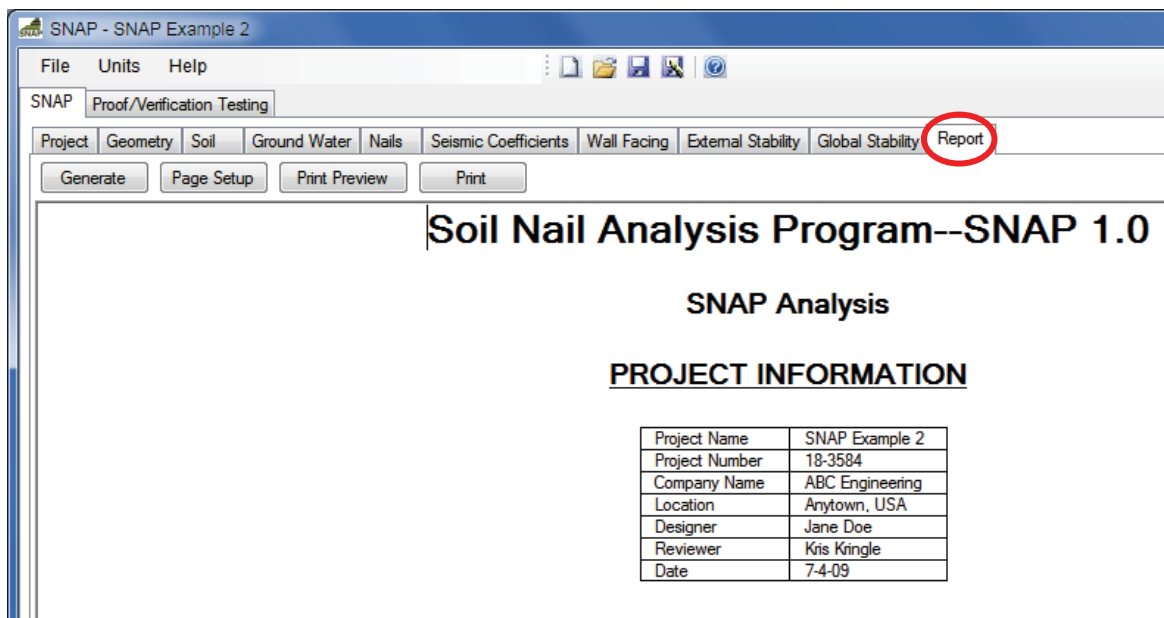 SNAP SNAP - SNAP Example 2
File Units Help
SNAP Proof/Verification Testing
Project Geometry Soil Ground Water Nails Seismic Coefficients Wall Facing External Stability Global Stability Report
Generate Page Setup Print Preview Print
Soil Nail Analysis Program--SNAP 1.0
SNAP Analysis
PROJECT INFORMATION
Project Name SNAP Example 2
Project Number 18-3584
Company Name ABC Engineering
Location Anytown, USA
Designer Jane Doe
Reviewer Kris Kringle
Date 7-4-09